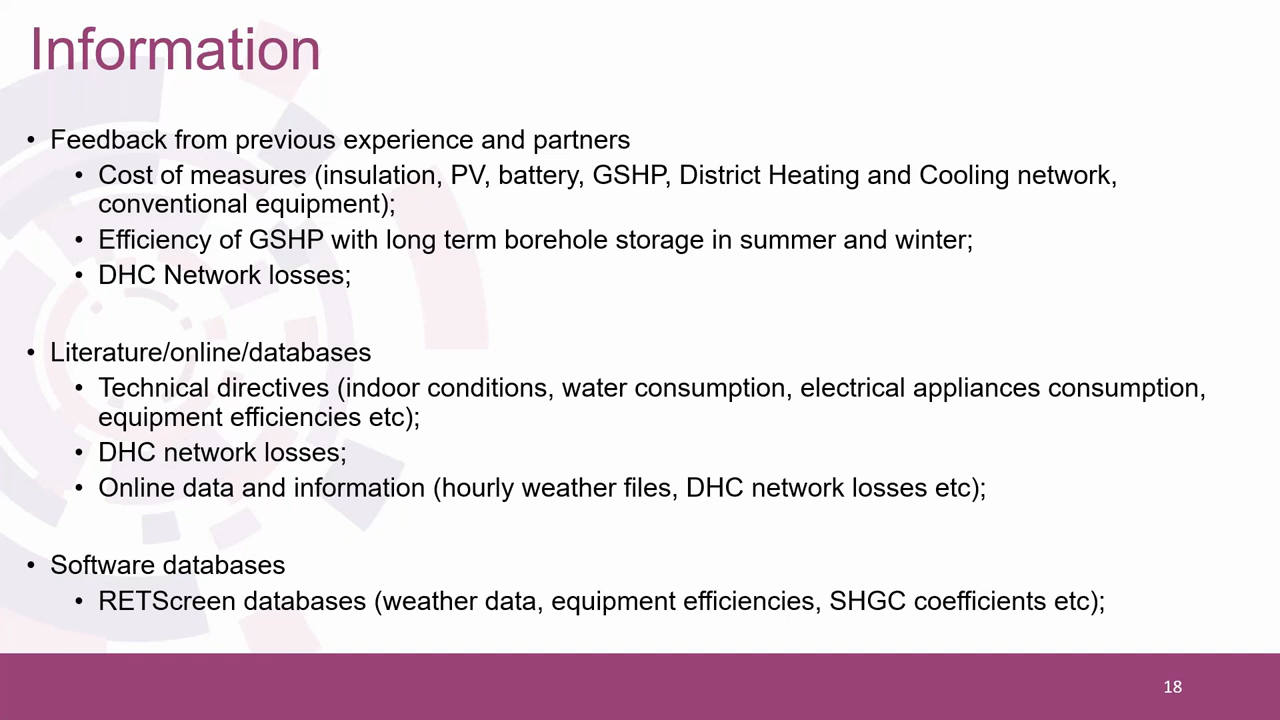 Information
• Feedback from previous experience and partners
• Cost of measures (insulation, PV, battery, GSHP, District Heating and Cooling network,
conventional equipment);
• Efficiency of GSHP with long term borehole storage in summer and winter;
• DHC Network losses;
• Literature/online/databases
• Technical directives (indoor conditions, water consumption, electrical appliances consumption,
equipment efficiencies etc);
• DHC network losses;
• Online data and information (hourly weather files, DHC network losses etc);
• Software databases
• RETScreen databases (weather data, equipment efficiencies, SHGC coefficients etc);
18